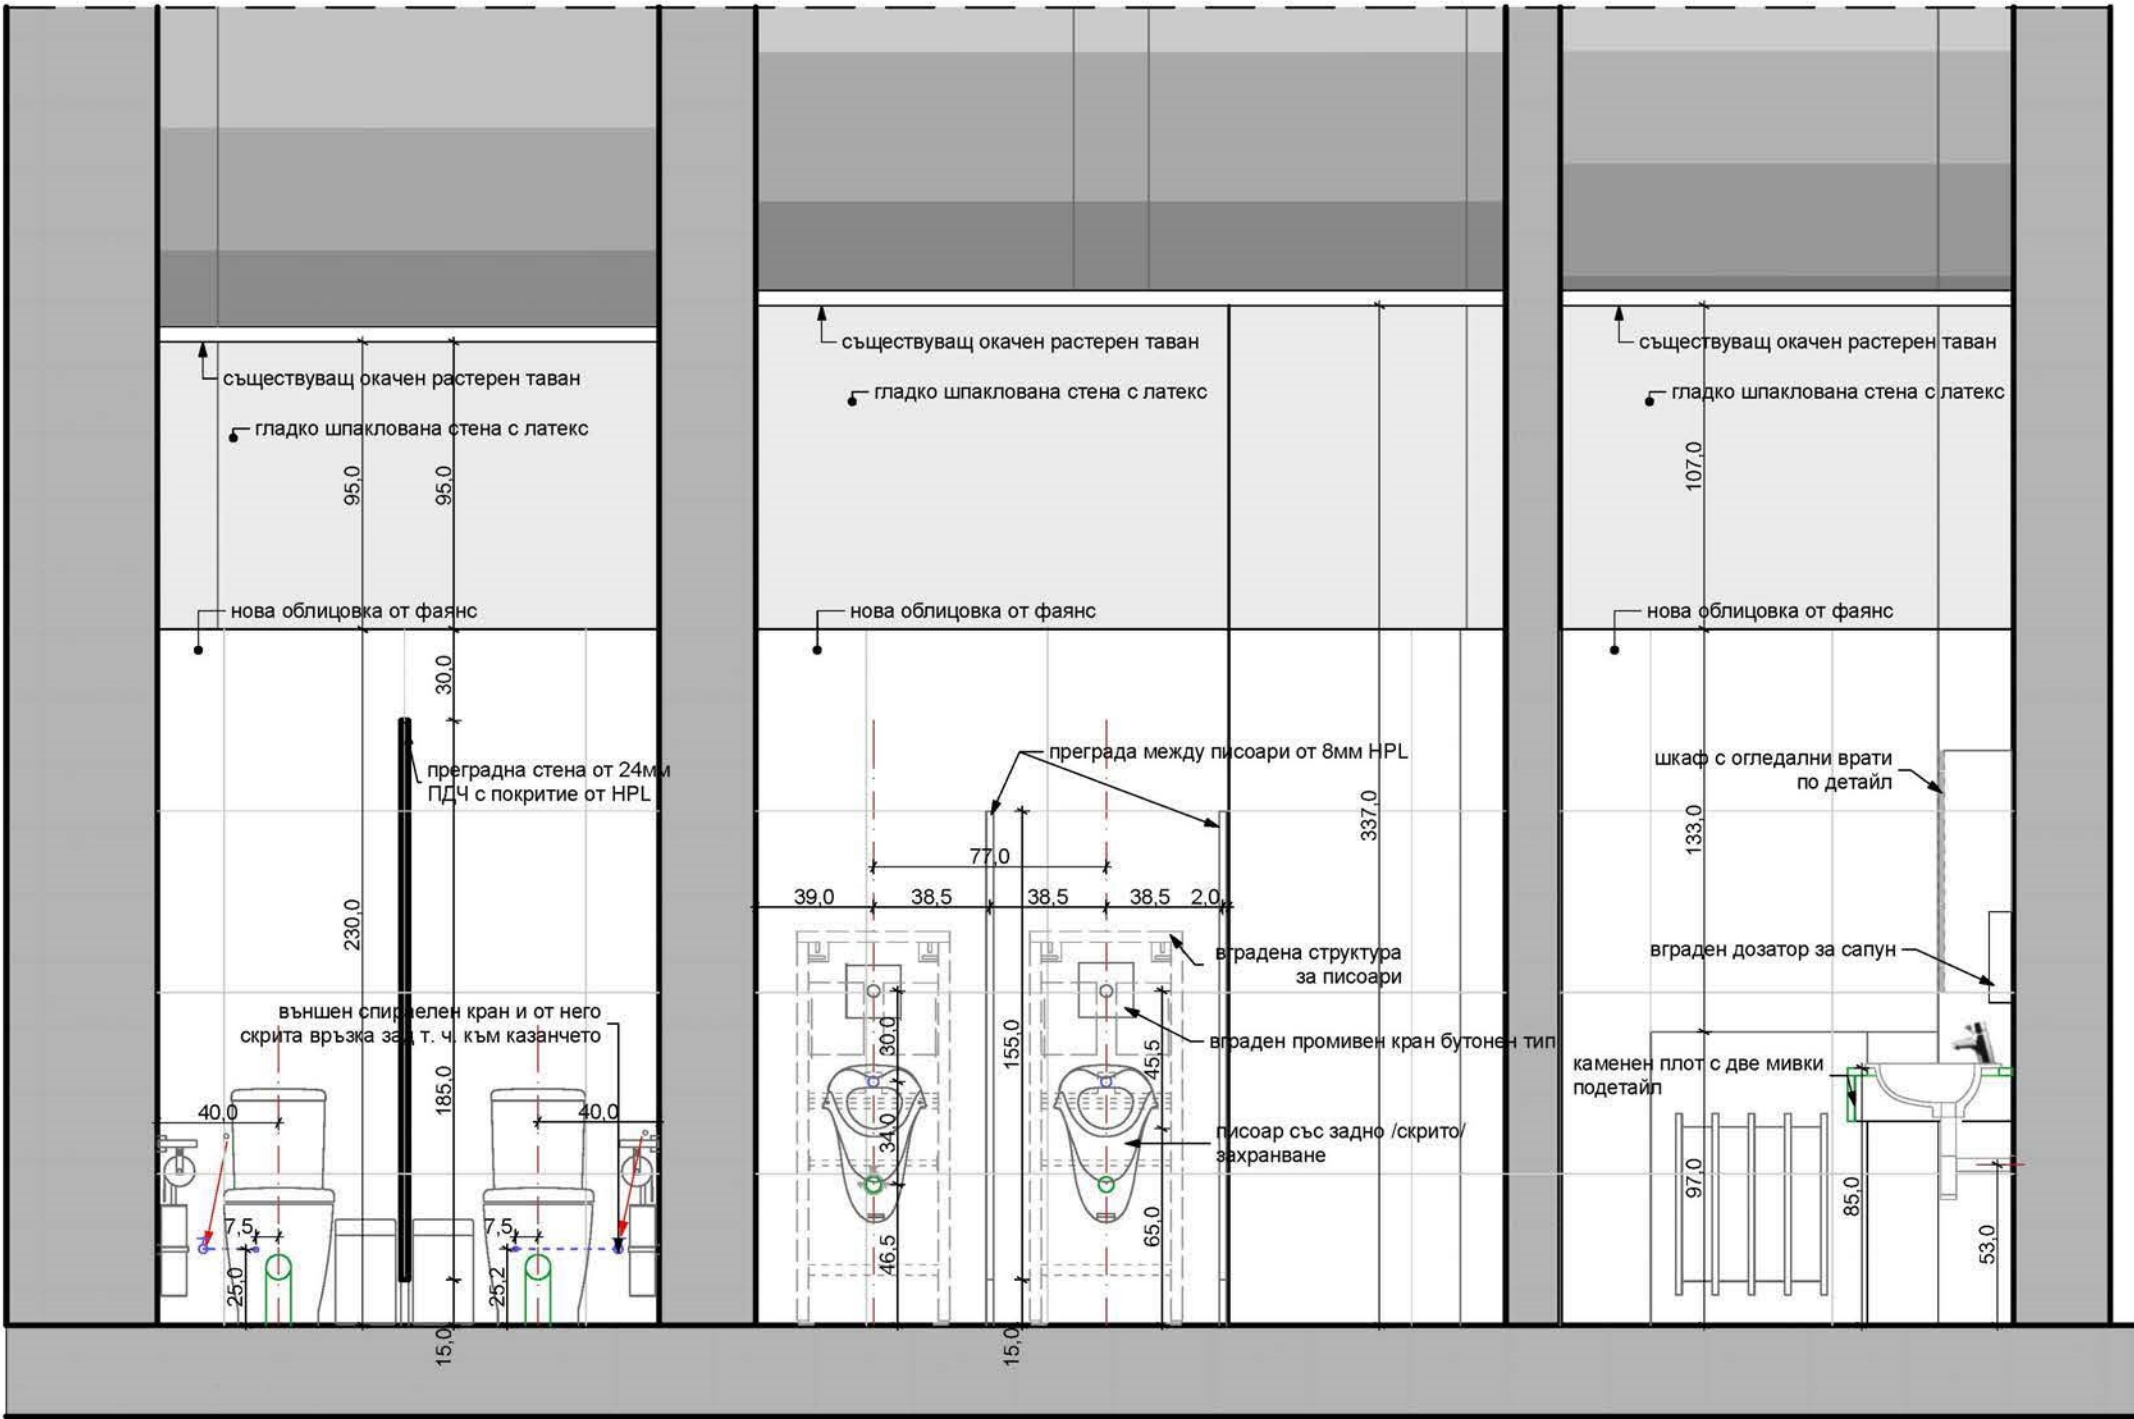 съществуващ окачен растерен таван
гладко шпаклована стена с латекс
95,0
95,0
нова облицовка от фаянс
30,0
преградна стена от 24мм
ПДЧ с покритие от HPL
230,0
външен спирателен кран и от него
скрита връзка зад т. ч. към казанчето
185,0
40,0
40,0
7,5
7,5
25,0
25,2
15,0
съществуващ окачен растерен таван
гладко шпаклована стена с латекс
нова облицовка от фаянс
преграда между писоари от 8мм HPL
337,0
77,0
39,0
38,5
38,5
38,5
2,0
вградена структура
за писоари
30,0
155,0
вграден промивен кран бутонен тип
45,5
34,0
писоар със задно /скрито/
захранване
46,5
65,0
15,0
съществуващ окачен растерен таван
гладко шпаклована стена с латекс
107,0
нова облицовка от фаянс
шкаф с огледални врати
по детайл
133,0
вграден дозатор за сапун
каменен плот с две мивки
подетайл
97,0
85,0
53,0